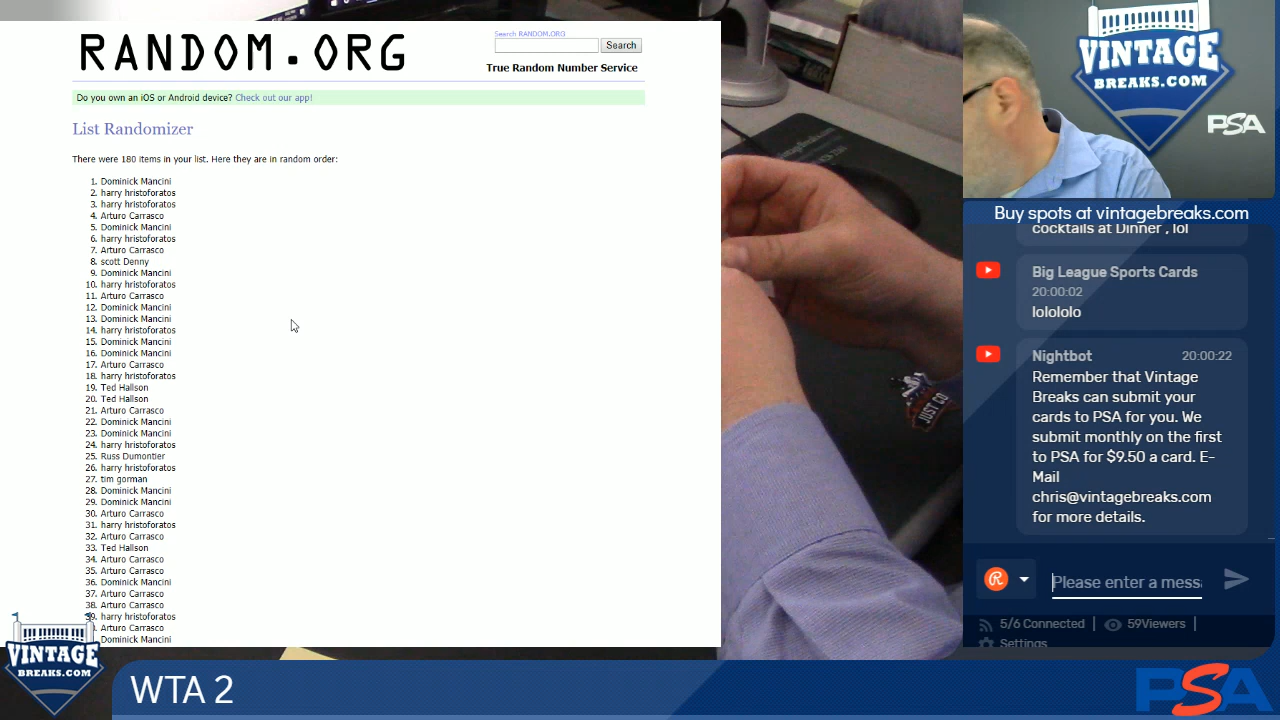 RANDOM.ORG
Search RANDOM.ORG
Search
True Random Number Service
Do you own an iOS or Android device? Check out our app!
List Randomizer
There were 180 items in your list. Here they are in random order:
1. Dominick Mancini
2. harry hristoforatos
3. harry hristoforatos
4. Arturo Carrasco
5. Dominick Mancini
6. harry hristoforatos
7. Arturo Carrasco
8. scott Denny
9. Dominick Mancini
10. harry hristoforatos
11. Arturo Carrasco
12. Dominick Mancini
13. Dominick Mancini
14. harry hristoforatos
15. Dominick Mancini
16. Dominick Mancini
17. Arturo Carrasco
18. harry hristoforatos
19. Ted Hallson
20. Ted Hallson
21. Arturo Carrasco
22. Dominick Mancini
23. Dominick Mancini
24. harry hristoforatos
25. Russ Dumontier
26. harry hristoforatos
27. tim gorman
28. Dominick Mancini
29. Dominick Mancini
30. Arturo Carrasco
31. harry hristoforatos
32. Arturo Carrasco
33. Ted Hallson
34. Arturo Carrasco
35. Arturo Carrasco
36. Dominick Mancini
37. Arturo Carrasco
38. Arturo Carrasco
39. harry hristoforatos
Arturo Carrasco
Dominick Mancini
JUST GO
VINTAGE
BREAKS.COM
PSA
Buy spots at vintagebreaks.com
cocktails at Dinner , lol
Big League Sports Cards
20:00:02
lolololo
Nightbot 20:00:22
Remember that Vintage
Breaks can submit your
cards to PSA for you. We
submit monthly on the first
to PSA for $9.50 a card. E-
Mail
chris@vintagebreaks.com
for more details.
Please enter a messa
5/6 Connected | 59Viewers |
Settings
VINTAGE
BREAKS.COM
WTA 2
PSA